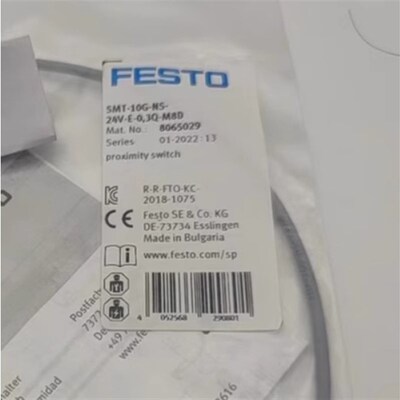 FESTO
SMT-10G-NS-
24V-E-0,3Q-M8D
Mat. No.: 8065029
Series 01-2022 : 13
proximity switch
R-R-FTO-KC-
2018-1075
CE Festo SE & Co. KG
DE-73734 Esslingen
Made in Bulgaria
www.festo.com/sp
4 052568 290801
Postfach